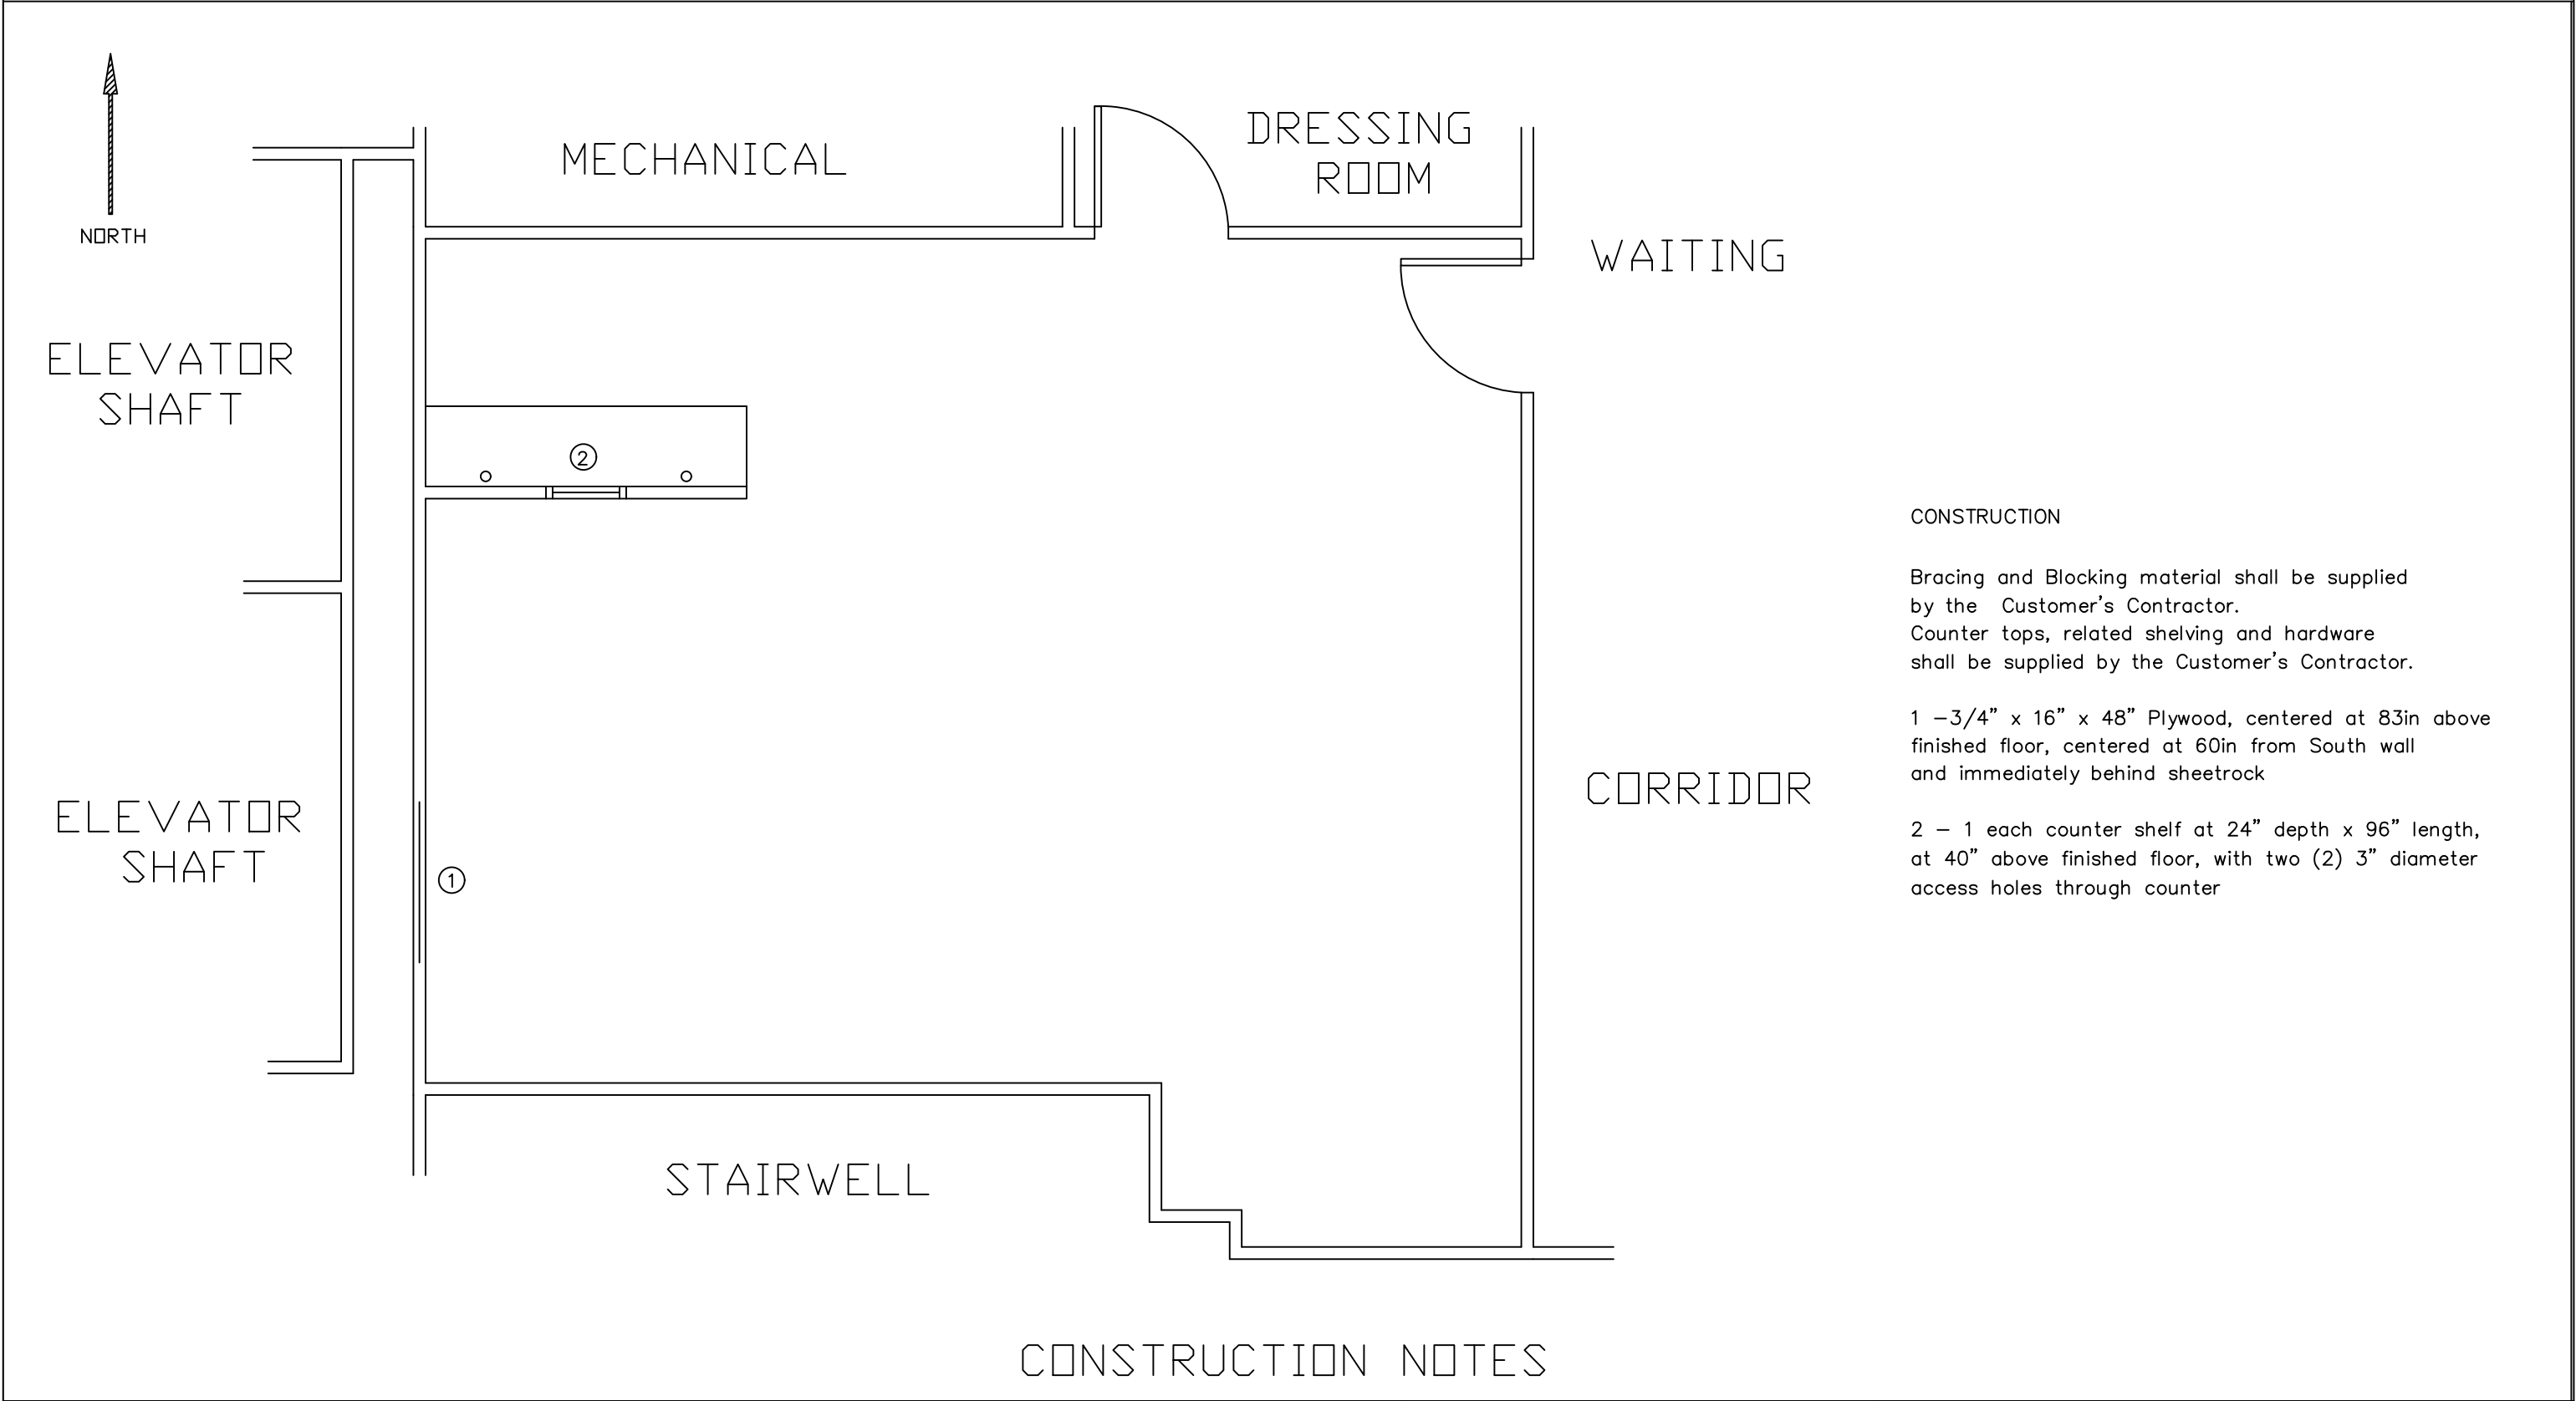 NORTH
MECHANICAL
DRESSING
ROOM
WAITING
ELEVATOR
SHAFT
2
CONSTRUCTION
Bracing and Blocking material shall be supplied
by the  Customer's Contractor.
Counter tops, related shelving and hardware
shall be supplied by the Customer's Contractor.
1 -3/4" x 16" x 48" Plywood, centered at 83in above
finished floor, centered at 60in from South wall
and immediately behind sheetrock
2 - 1 each counter shelf at 24" depth x 96" length,
at 40" above finished floor, with two (2) 3" diameter
access holes through counter
CORRIDOR
ELEVATOR
SHAFT
1
STAIRWELL
CONSTRUCTION NOTES